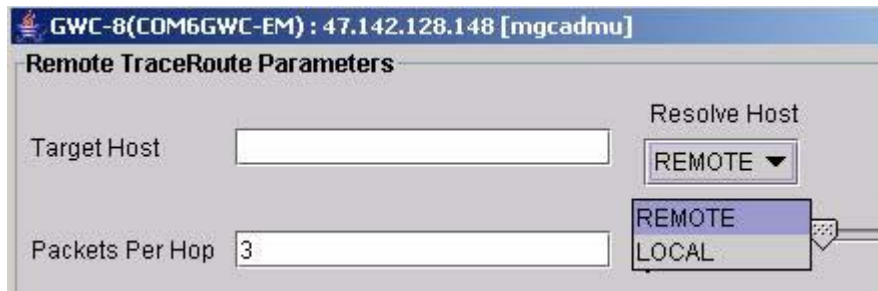 GWC-8(COM6GWC-EM) : 47.142.128.148 [mgcadmu]
Remote TraceRoute Parameters
Resolve Host
Target Host
REMOTE
REMOTE
LOCAL
Packets Per Hop 3